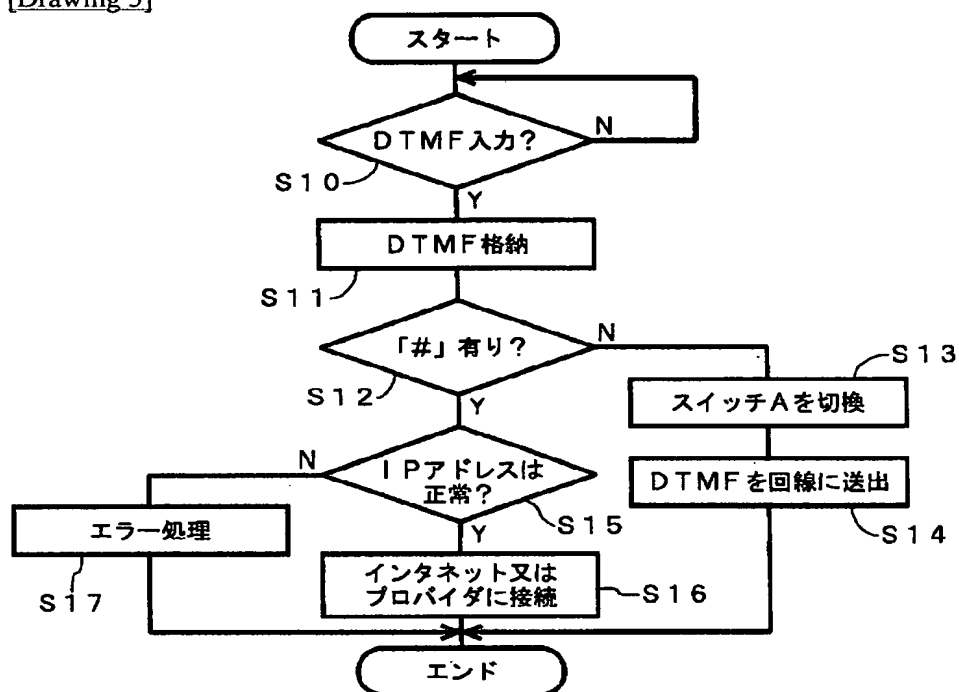 [Drawing 5]
スタート
DTMF入力?
N
S10
Y
DTMF格納
S11
「#」有り?
N
S12
Y
S13
スイッチAを切換
IPアドレスは
正常?
N
S15
Y
DTMFを回線に送出
S14
エラー処理
S17
インタネット又は
プロバイダに接続
S16
エンド